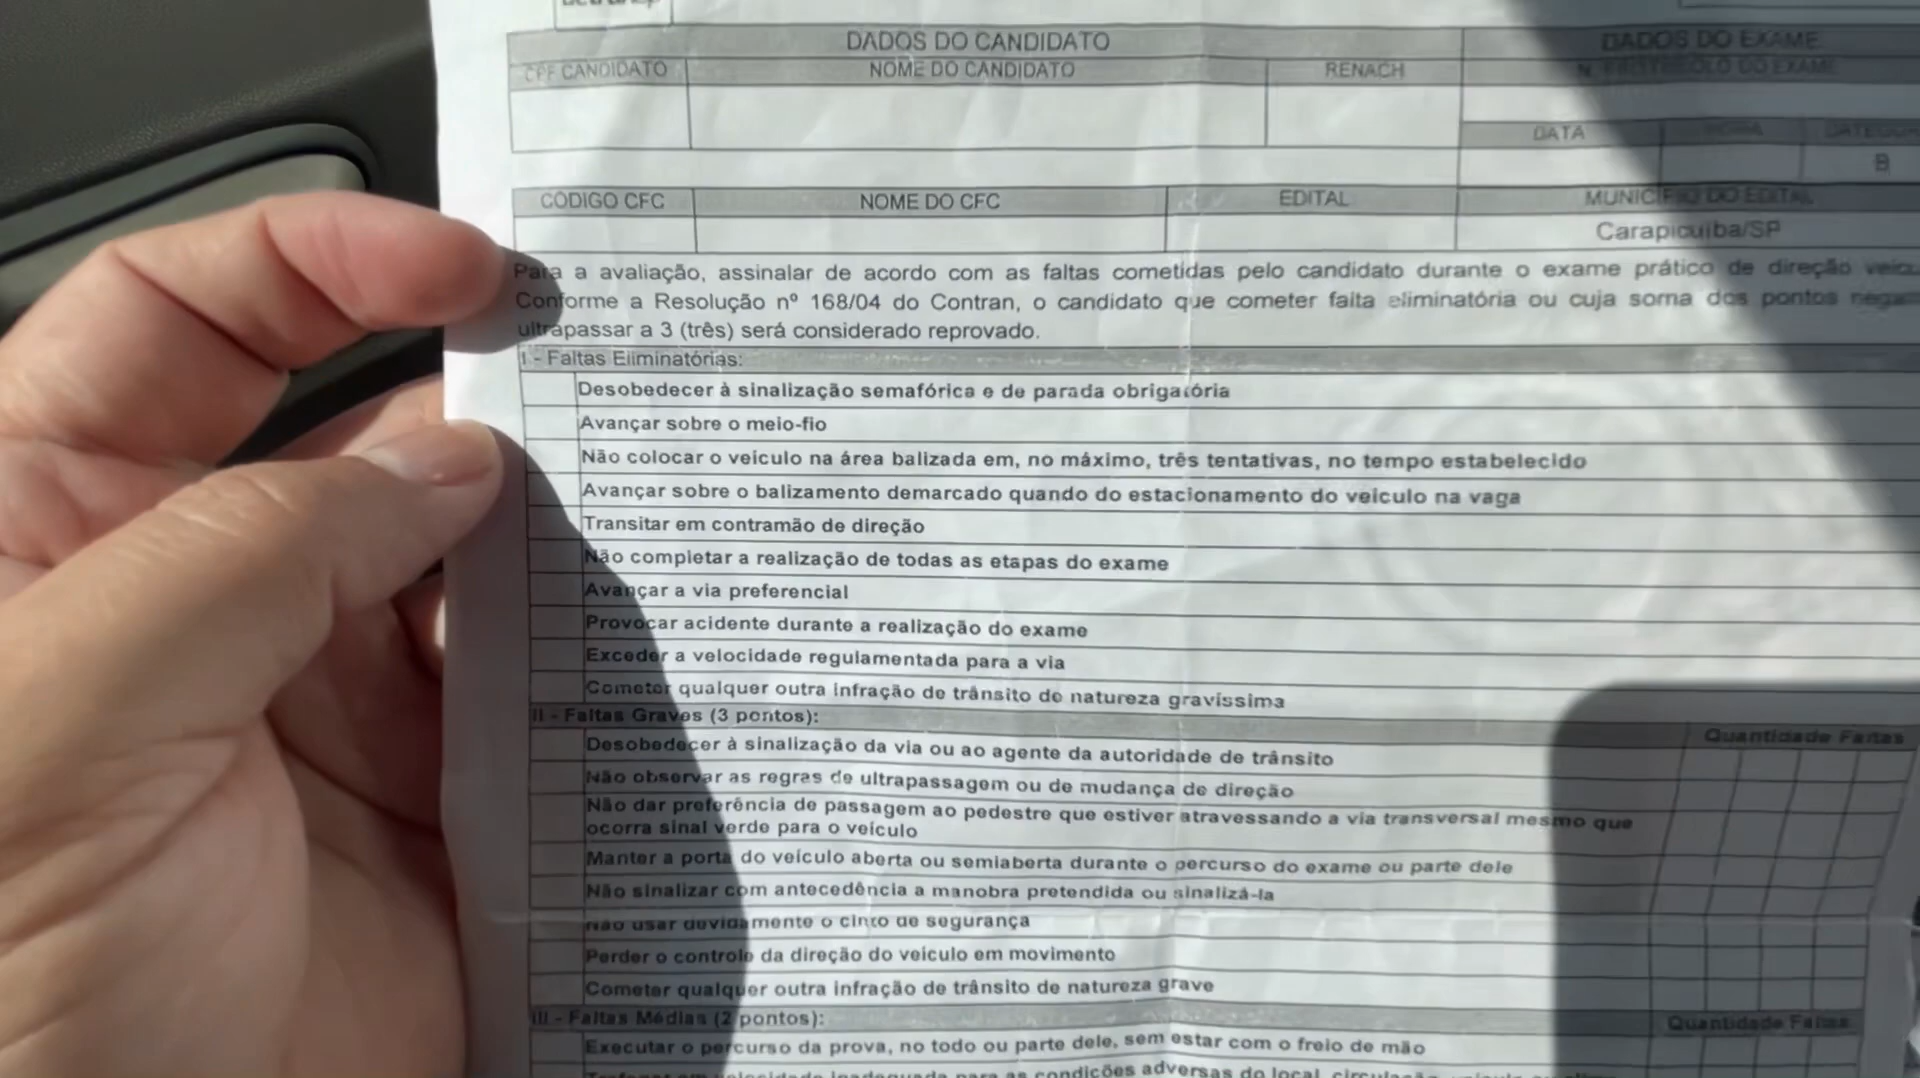 DADOS DO CANDIDATO
DADOS DO EXAME
CPF CANDIDATO
NOME DO CANDIDATO
RENACH
DO EXAME
DATA
B
CÓDIGO CFC
NOME DO CFC
EDITAL
MUNICÍPIO DO EDITAL
Carapicuíba/SP
Para a avaliação, assinalar de acordo com as faltas cometidas pelo candidato durante o exame prático de direção
Conforme a Resolução nº 168/04 do Contran, o candidato que cometer falta eliminatória ou cuja soma dos pontos
ultrapassar a 3 (três) será considerado reprovado.
I - Faltas Eliminatórias:
Desobedecer à sinalização semafórica e de parada obrigatória
Avançar sobre o meio-fio
Não colocar o veículo na área balizada em, no máximo, três tentativas, no tempo estabelecido
Avançar sobre o balizamento demarcado quando do estacionamento do veículo na vaga
Transitar em contramão de direção
Não completar a realização de todas as etapas do exame
Avançar a via preferencial
Provocar acidente durante a realização do exame
Exceder a velocidade regulamentada para a via
Cometer qualquer outra infração de trânsito de natureza gravíssima
II - Faltas Graves (3 pontos):
Quantidade Faltas
Desobedecer à sinalização da via ou ao agente da autoridade de trânsito
Não observar as regras de ultrapassagem ou de mudança de direção
Não dar preferência de passagem ao pedestre que estiver atravessando a via transversal mesmo que
ocorra sinal verde para o veículo
Manter a porta do veículo aberta ou semiaberta durante o percurso do exame ou parte dele
Não sinalizar com antecedência a manobra pretendida ou sinalizá-la
Não usar devidamente o cinto de segurança
Perder o controle da direção do veículo em movimento
Cometer qualquer outra infração de trânsito de natureza grave
III - Faltas Médias (2 pontos):
Quantidade Faltas
Executar o percurso da prova, no todo ou parte dele, sem estar com o freio de mão
velocidade inadequada para as condições adversas do local,